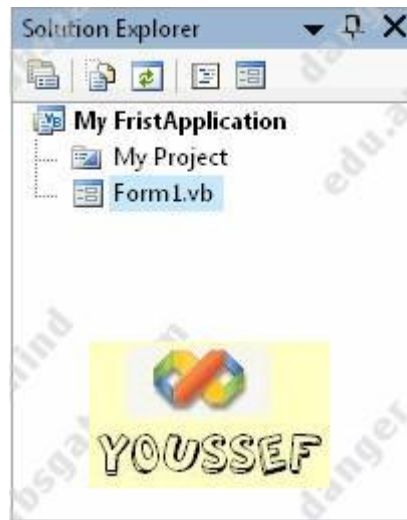 Solution Explorer
My FristApplication
My Project
Form1.vb
YOUSSEF